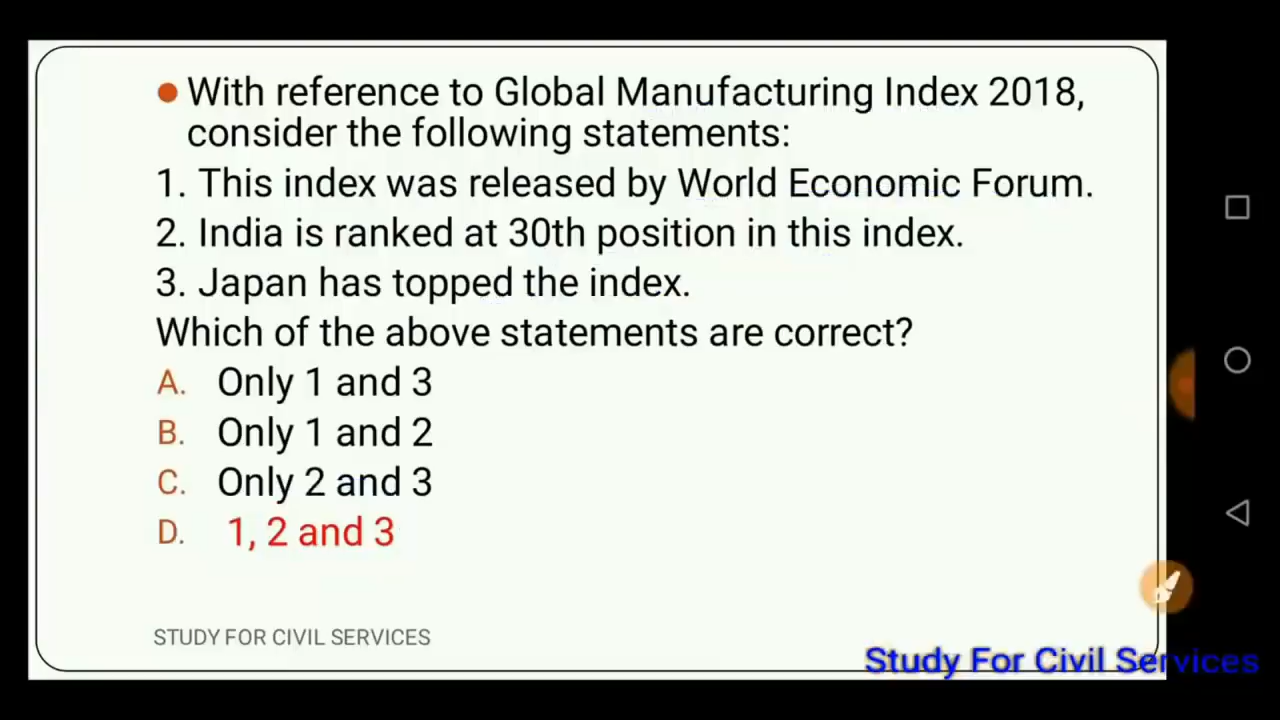 ● With reference to Global Manufacturing Index 2018,
consider the following statements:
1. This index was released by World Economic Forum.
2. India is ranked at 30th position in this index.
3. Japan has topped the index.
Which of the above statements are correct?
A. Only 1 and 3
B. Only 1 and 2
C. Only 2 and 3
D. 1, 2 and 3
STUDY FOR CIVIL SERVICES
Study For Civil Services